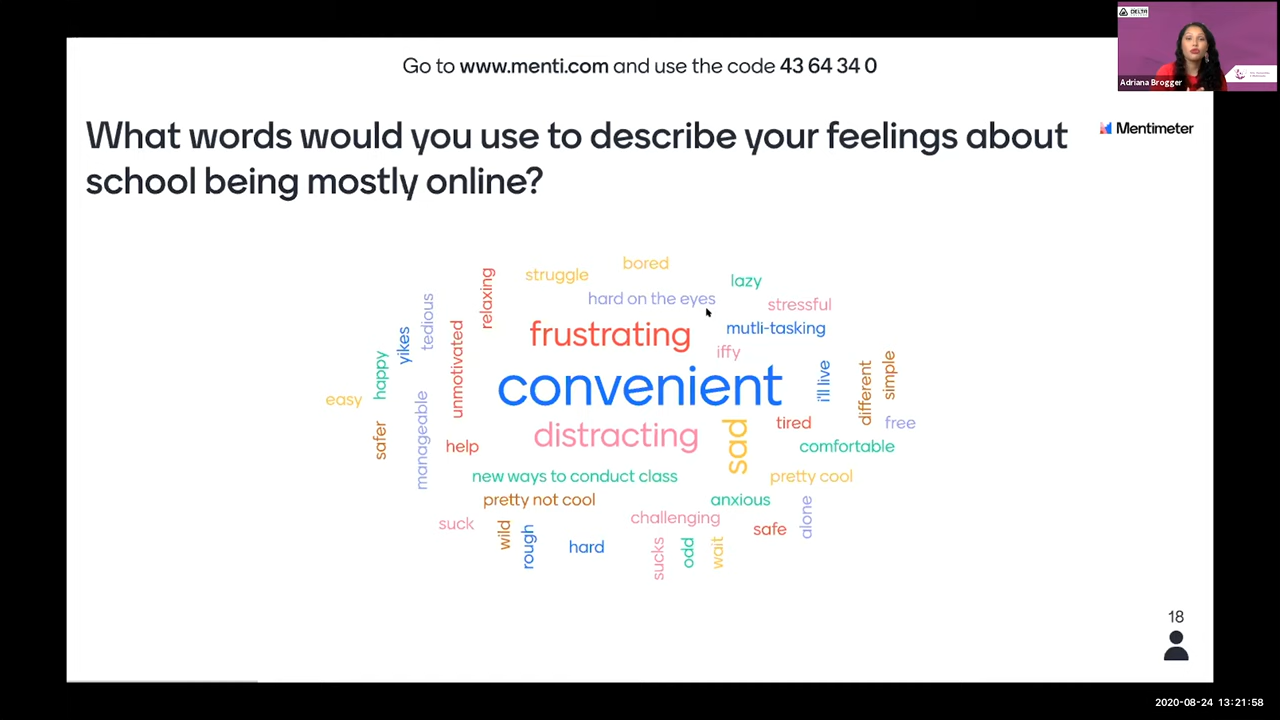 Go to www.menti.com and use the code 43 64 34 0
DELTA
Adriana Brogger
What words would you use to describe your feelings about
school being mostly online?
Mentimeter
bored
struggle
relaxing
lazy
hard on the eyes
stressful
tedious
frustrating
mutli-tasking
yikes
unmotivated
iffy
happy
convenient
i'll live
different
simple
easy
safer
manageable
help
distracting
sad
tired
free
comfortable
new ways to conduct class
pretty cool
pretty not cool
anxious
alone
suck
wild
rough
challenging
safe
hard
sucks
odd
wait
18
2020-08-24 13:21:58